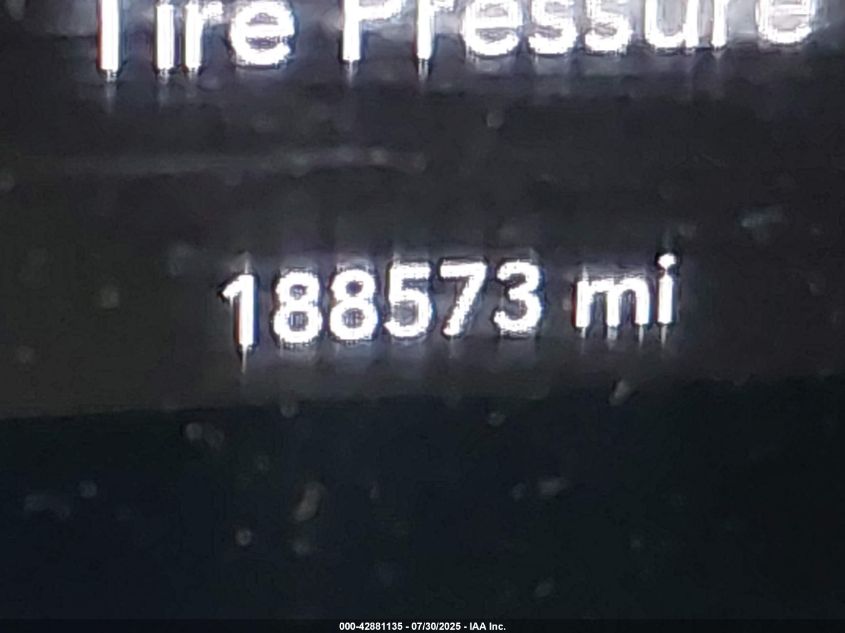 Tire Pressure
188573 mi
000-42881135 - 07/30/2025 - IAA Inc.